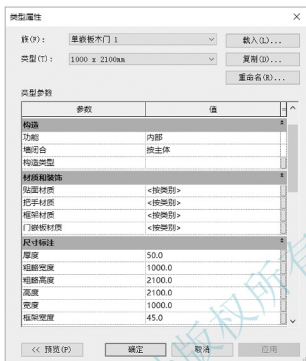 类型属性
族(F): 单嵌板木门 1 载入(L)...
类型(T): 1000 x 2100mm 复制(D)...
重命名(R)...
类型参数
参数 值 =
构造
功能 内部
墙闭合 按主体
构造类型
材质和装饰
贴面材质 <按类别>
把手材质 <按类别>
框架材质 <按类别>
门嵌板材质 <按类别>
尺寸标注
厚度 50.0
粗略宽度 1000.0
粗略高度 2100.0
高度 2100.0
宽度 1000.0
框架宽度 45.0
<< 预览(P) 确定 取消 应用
版权所有